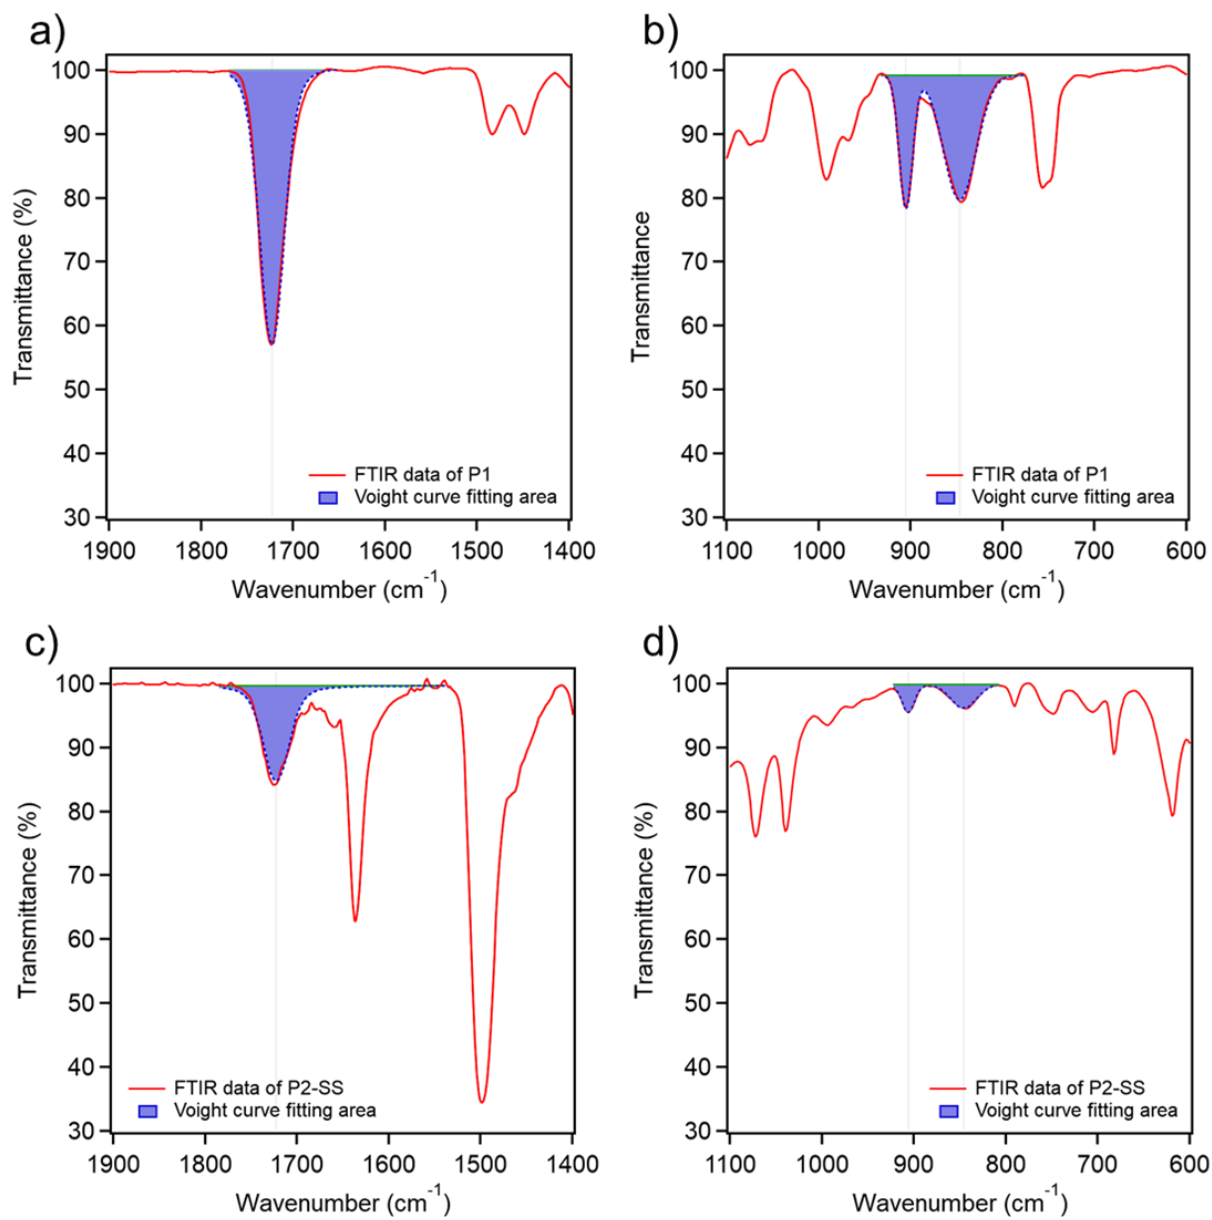 a)
100
90
80
70
60
50
40
30
Transmittance (%)
1900 1800 1700 1600 1500 1400
Wavenumber (cm-1)
FTIR data of P1
Voight curve fitting area
b)
100
90
80
70
60
50
40
30
Transmittance
1100 1000 900 800 700 600
Wavenumber (cm-1)
FTIR data of P1
Voight curve fitting area
c)
100
90
80
70
60
50
40
30
Transmittance (%)
1900 1800 1700 1600 1500 1400
Wavenumber (cm-1)
FTIR data of P2-SS
Voight curve fitting area
d)
100
90
80
70
60
50
40
30
Transmittance (%)
1100 1000 900 800 700 600
Wavenumber (cm-1)
FTIR data of P2-SS
Voight curve fitting area